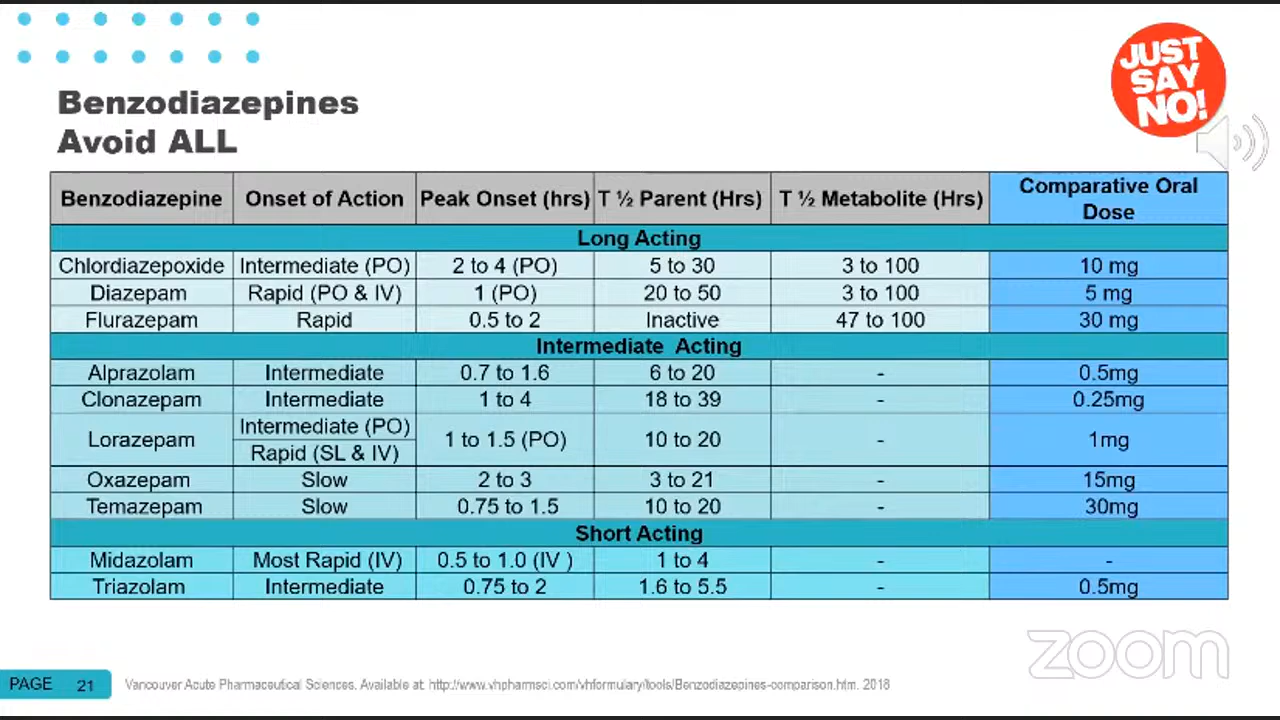 JUST
SAY
NO!
Benzodiazepines
Avoid ALL
Benzodiazepine Onset of Action Peak Onset (hrs) T ½ Parent (Hrs) T ½ Metabolite (Hrs) Comparative Oral Dose
Long Acting
Chlordiazepoxide Intermediate (PO) 2 to 4 (PO) 5 to 30 3 to 100 10 mg
Diazepam Rapid (PO & IV) 1 (PO) 20 to 50 3 to 100 5 mg
Flurazepam Rapid 0.5 to 2 Inactive 47 to 100 30 mg
Intermediate Acting
Alprazolam Intermediate 0.7 to 1.6 6 to 20 - 0.5mg
Clonazepam Intermediate 1 to 4 18 to 39 - 0.25mg
Lorazepam Intermediate (PO) Rapid (SL & IV) 1 to 1.5 (PO) 10 to 20 - 1mg
Oxazepam Slow 2 to 3 3 to 21 - 15mg
Temazepam Slow 0.75 to 1.5 10 to 20 - 30mg
Short Acting
Midazolam Most Rapid (IV) 0.5 to 1.0 (IV ) 1 to 4 - -
Triazolam Intermediate 0.75 to 2 1.6 to 5.5 - 0.5mg
zoom
PAGE 21
Vancouver Acute Pharmaceutical Sciences. Available at: http://www.vhpharmsci.com/vhformulary/tools/Benzodiazepines-comparison.htm. 2018